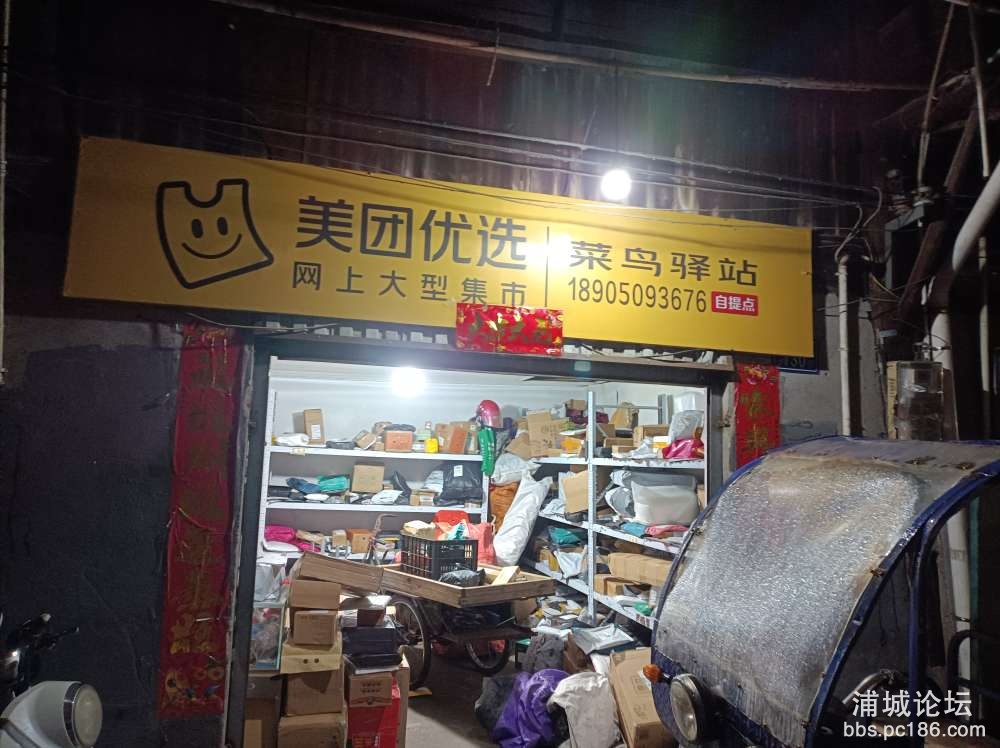 美团优选
网上大型集市
菜鸟驿站
18905093676 自提点
浦城论坛
bbs.pc186.com